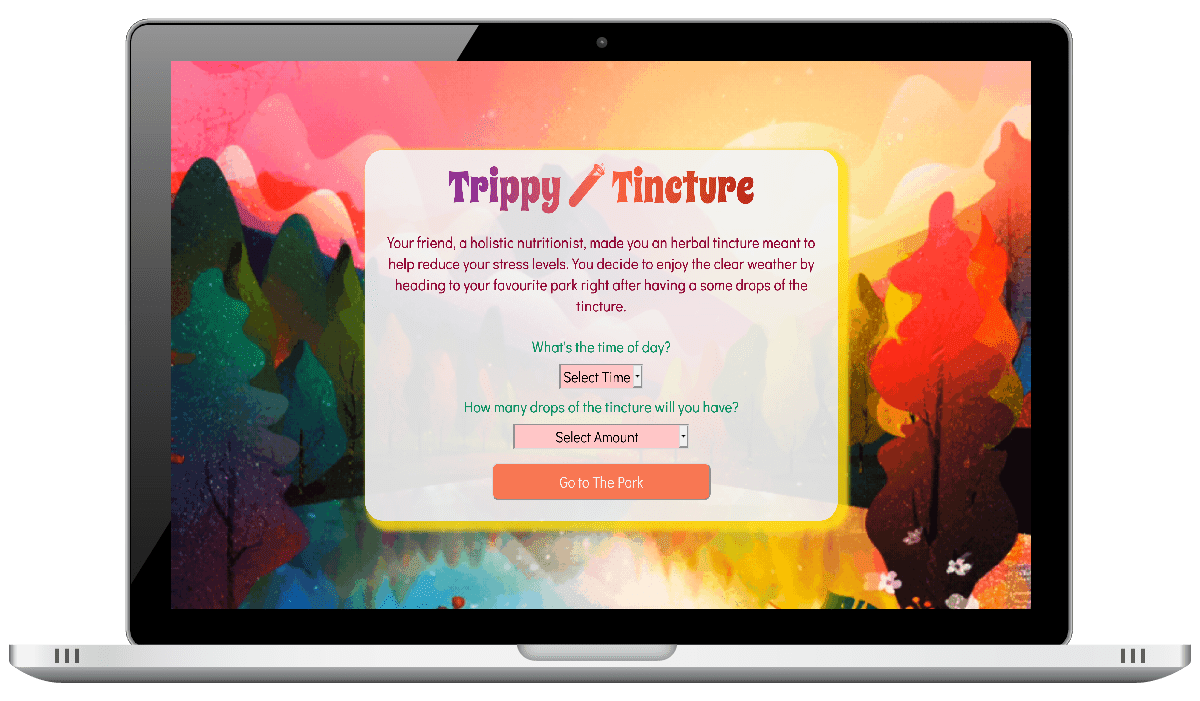 Trippy Tincture
Your friend, a holistic nutritionist, made you an herbal tincture meant to
help reduce your stress levels. You decide to enjoy the clear weather by
heading to your favourite park right after having a some drops of the
tincture.
What's the time of day?
Select Time
How many drops of the tincture will you have?
Select Amount
Go to The Park